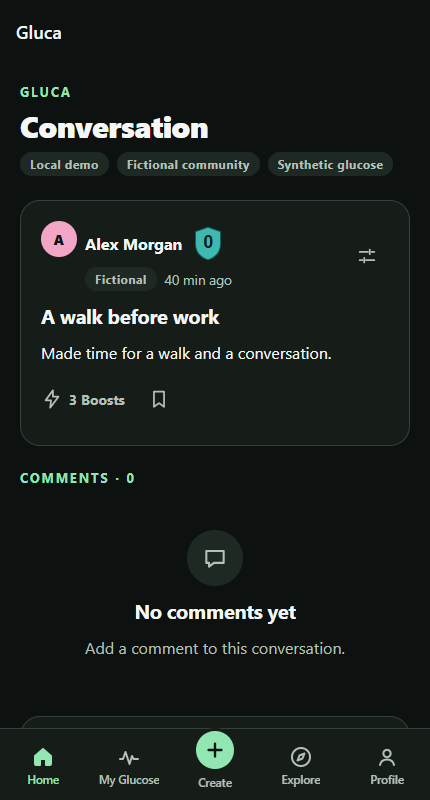 Gluca
GLUCA
Conversation
Local demo Fictional community Synthetic glucose
A Alex Morgan 0
Fictional 40 min ago
A walk before work
Made time for a walk and a conversation.
3 Boosts
COMMENTS · 0
No comments yet
Add a comment to this conversation.
Home My Glucose Create Explore Profile